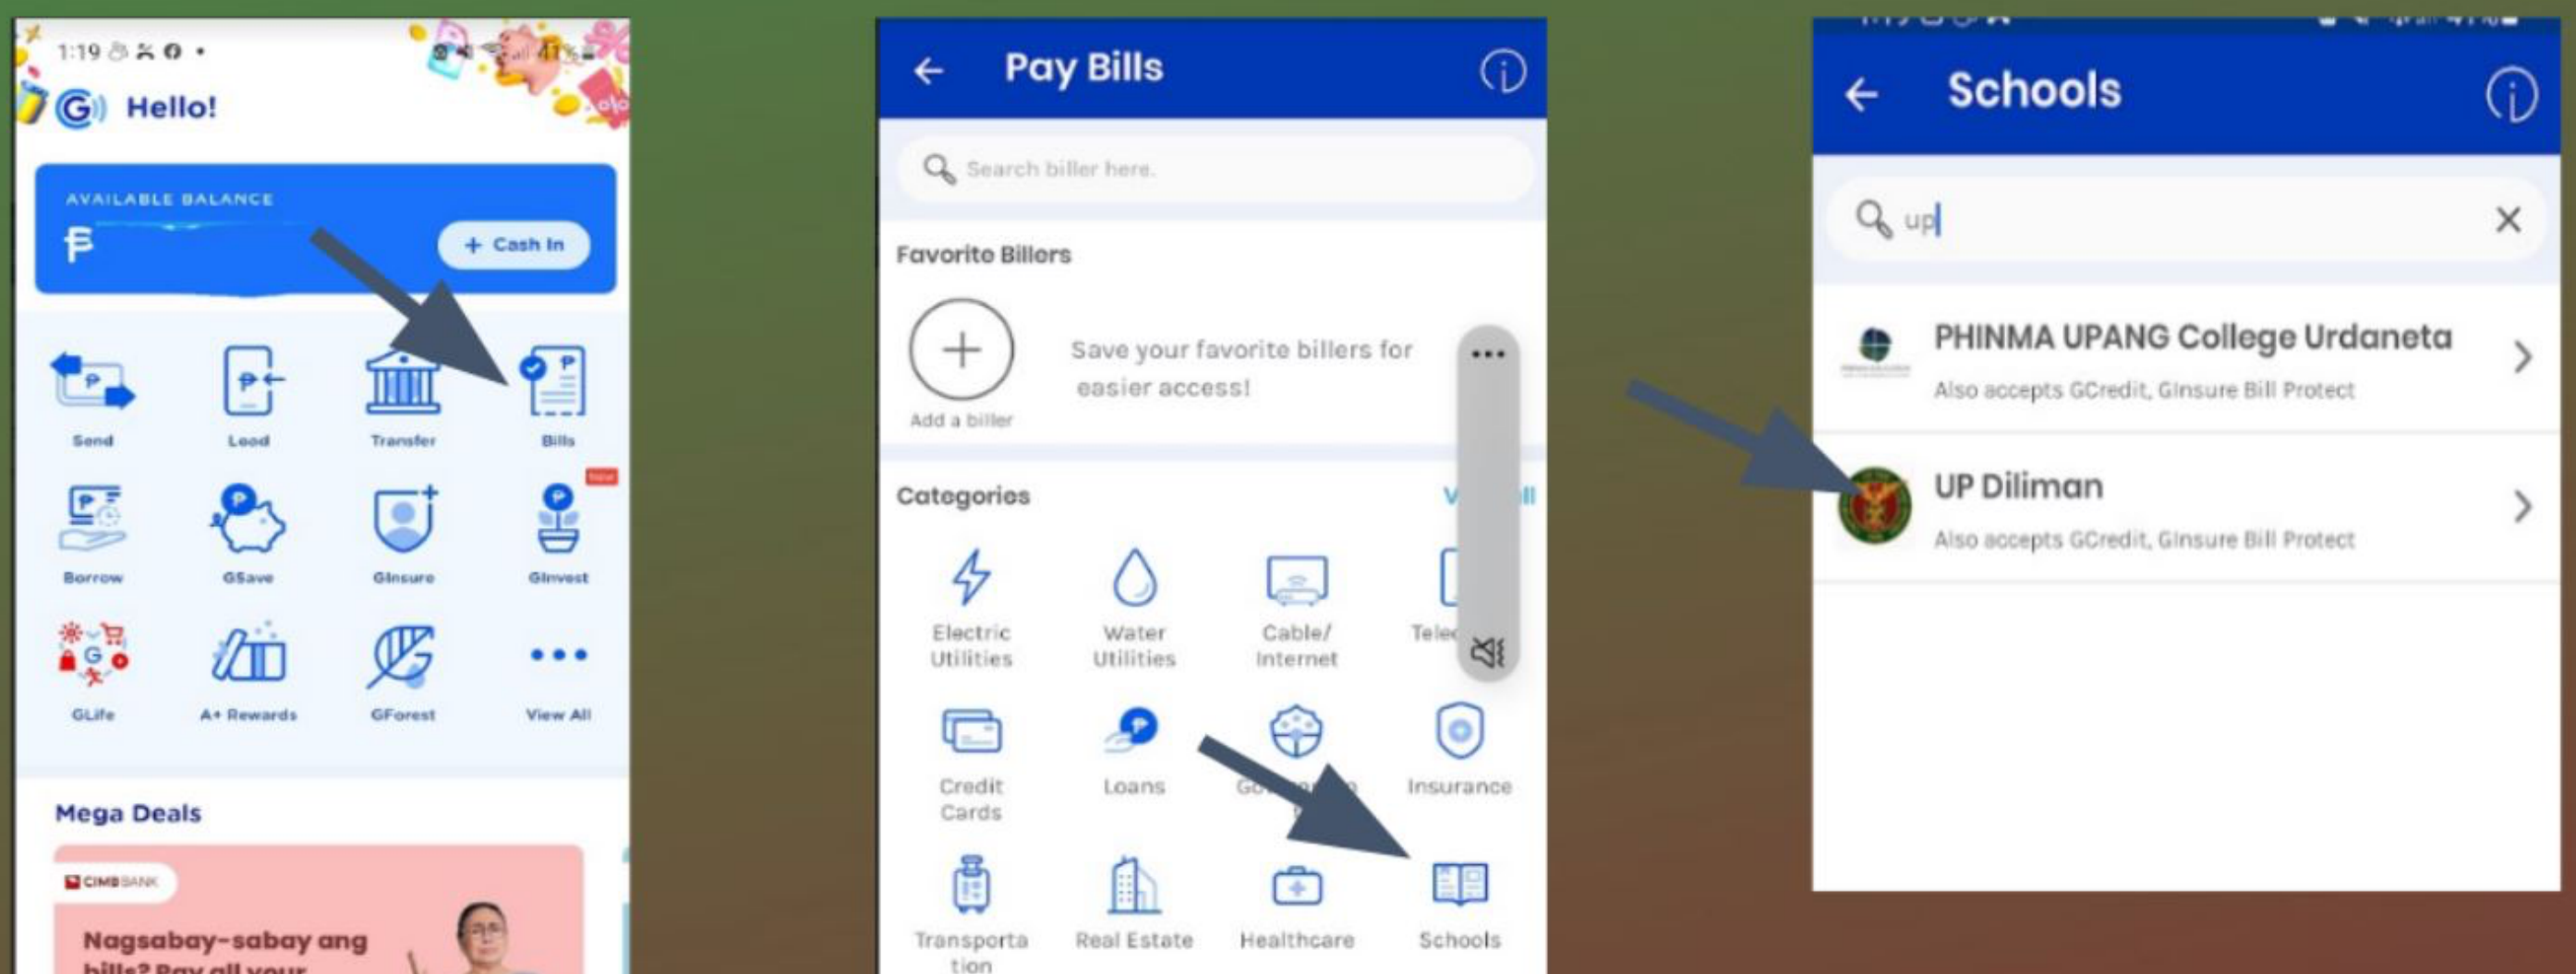 1:19
Hello!
AVAILABLE BALANCE
₱
+ Cash In
Send
Load
Transfer
Bills
New
Borrow
GSave
GInsure
GInvest
GLife
A+ Rewards
GForest
View All
Mega Deals
CIMB BANK
Nagsabay-sabay ang
bills? Pay all your
Pay Bills
Search biller here.
Favorite Billers
Add a biller
Save your favorite billers for
easier access!
Categories
Electric
Utilities
Water
Utilities
Cable/
Internet
Credit
Cards
Loans
Insurance
Transporta
tion
Real Estate
Healthcare
Schools
Schools
up
PHINMA UPANG College Urdaneta
Also accepts GCredit, GInsure Bill Protect
UP Diliman
Also accepts GCredit, GInsure Bill Protect